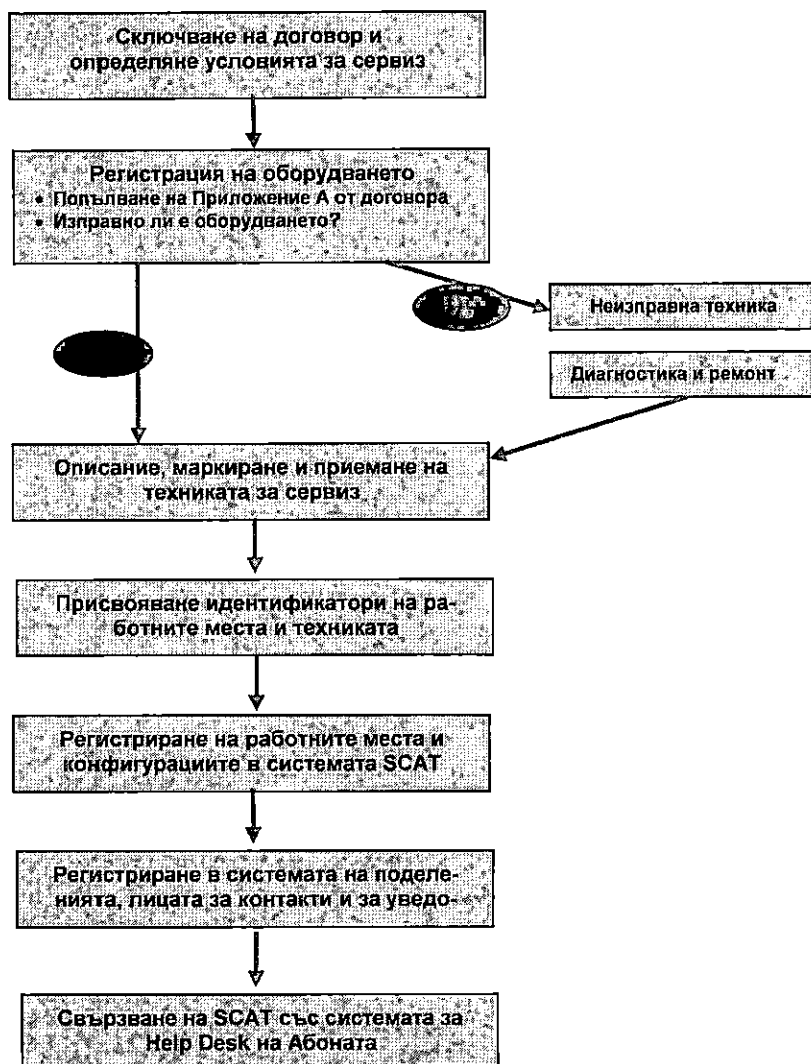 Сключване на договор и
определяне условията за сервиз
Регистрация на оборудването
• Попълване на Приложение А от договора
• Изправно ли е оборудването?
Неизправна техника
Диагностика и ремонт
Описание, маркиране и приемане на
техниката за сервиз
Присвояване идентификатори на ра-
ботните места и техниката
Регистриране на работните места и
конфигурациите в системата SCAT
Регистриране в системата на поделе-
нията, лицата за контакти и за уведо-
Свързване на SCAT със системата за
Help Desk на Абоната